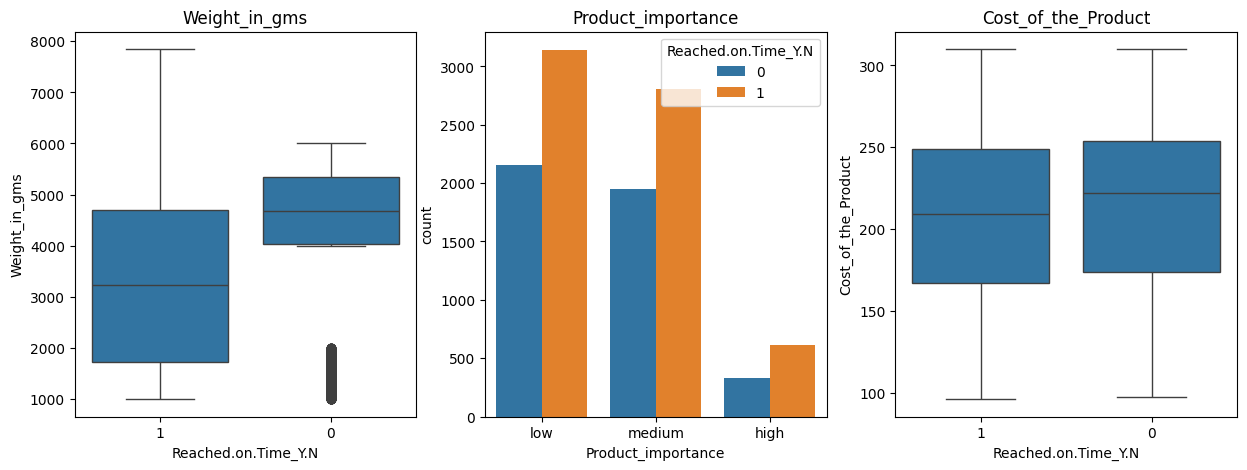 Weight_in_gms
Weight_in_gms
8000
7000
6000
5000
4000
3000
2000
1000
1
0
Reached.on.Time_Y.N
Product_importance
count
3000
2500
2000
1500
1000
500
0
Reached.on.Time_Y.N
0
1
low
medium
high
Product_importance
Cost_of_the_Product
Cost_of_the_Product
300
250
200
150
100
1
0
Reached.on.Time_Y.N